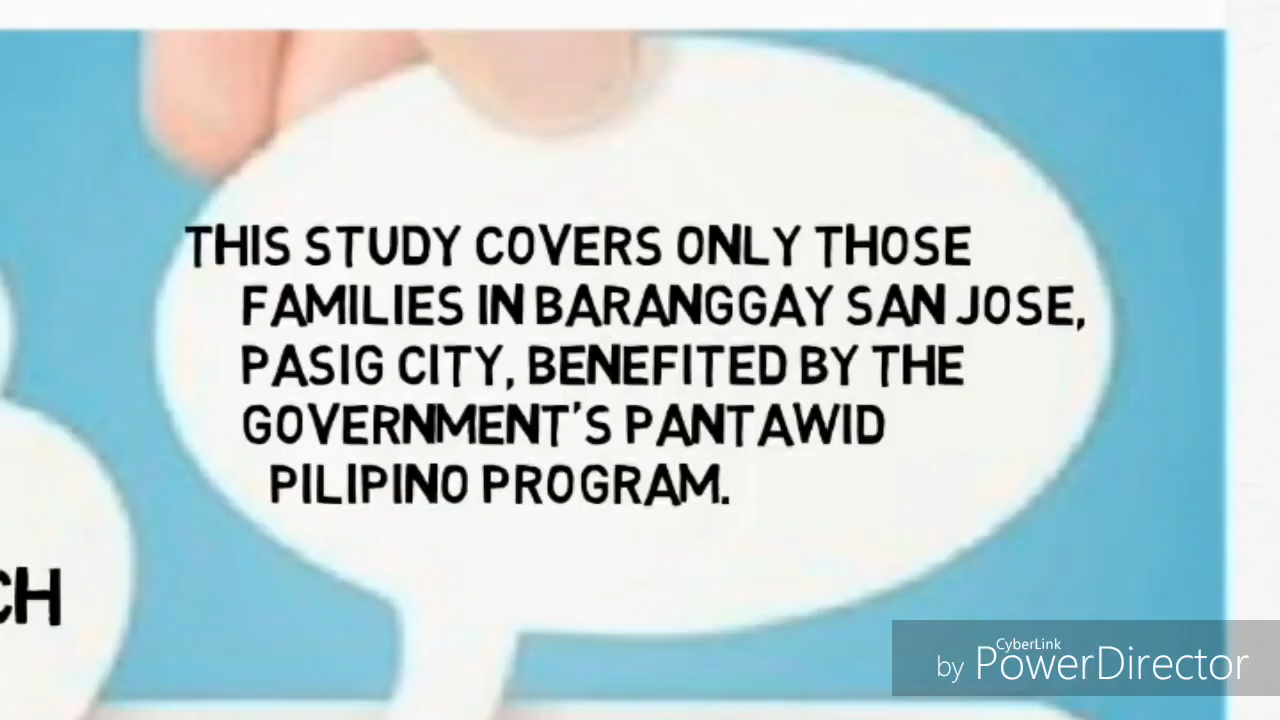 THIS STUDY COVERS ONLY THOSE
FAMILIES IN BARANGGAY SAN JOSE,
PASIG CITY, BENEFITED BY THE
GOVERNMENT'S PANTAWID
PILIPINO PROGRAM.
CH
CyberLink
by PowerDirector